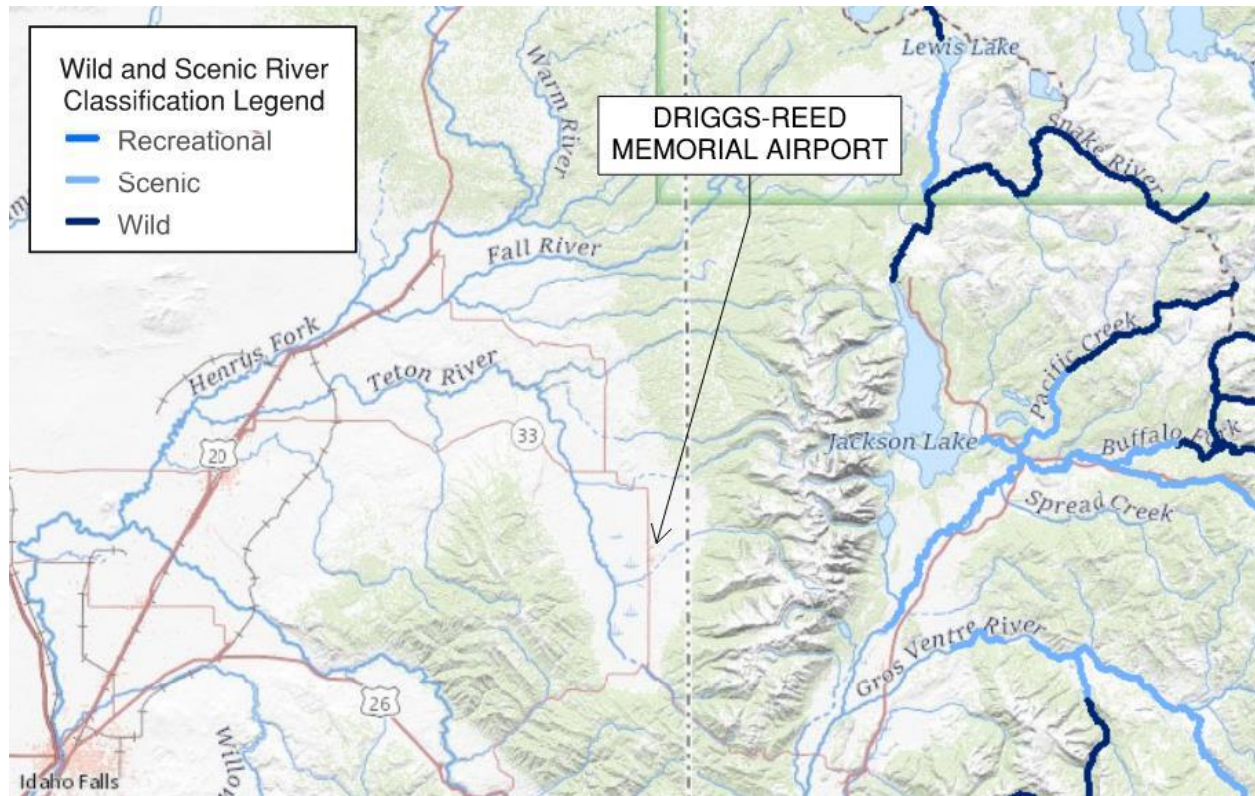 Wild and Scenic River
Classification Legend
Recreational
Scenic
Wild
DRIGGS-REED
MEMORIAL AIRPORT
Lewis Lake
Warm River
Snake River
Fall River
Henrys Fork
Teton River
Pacific Creek
33
20
Jackson Lake
Buffalo Fork
Spread Creek
Gros Ventre River
26
Idaho Falls